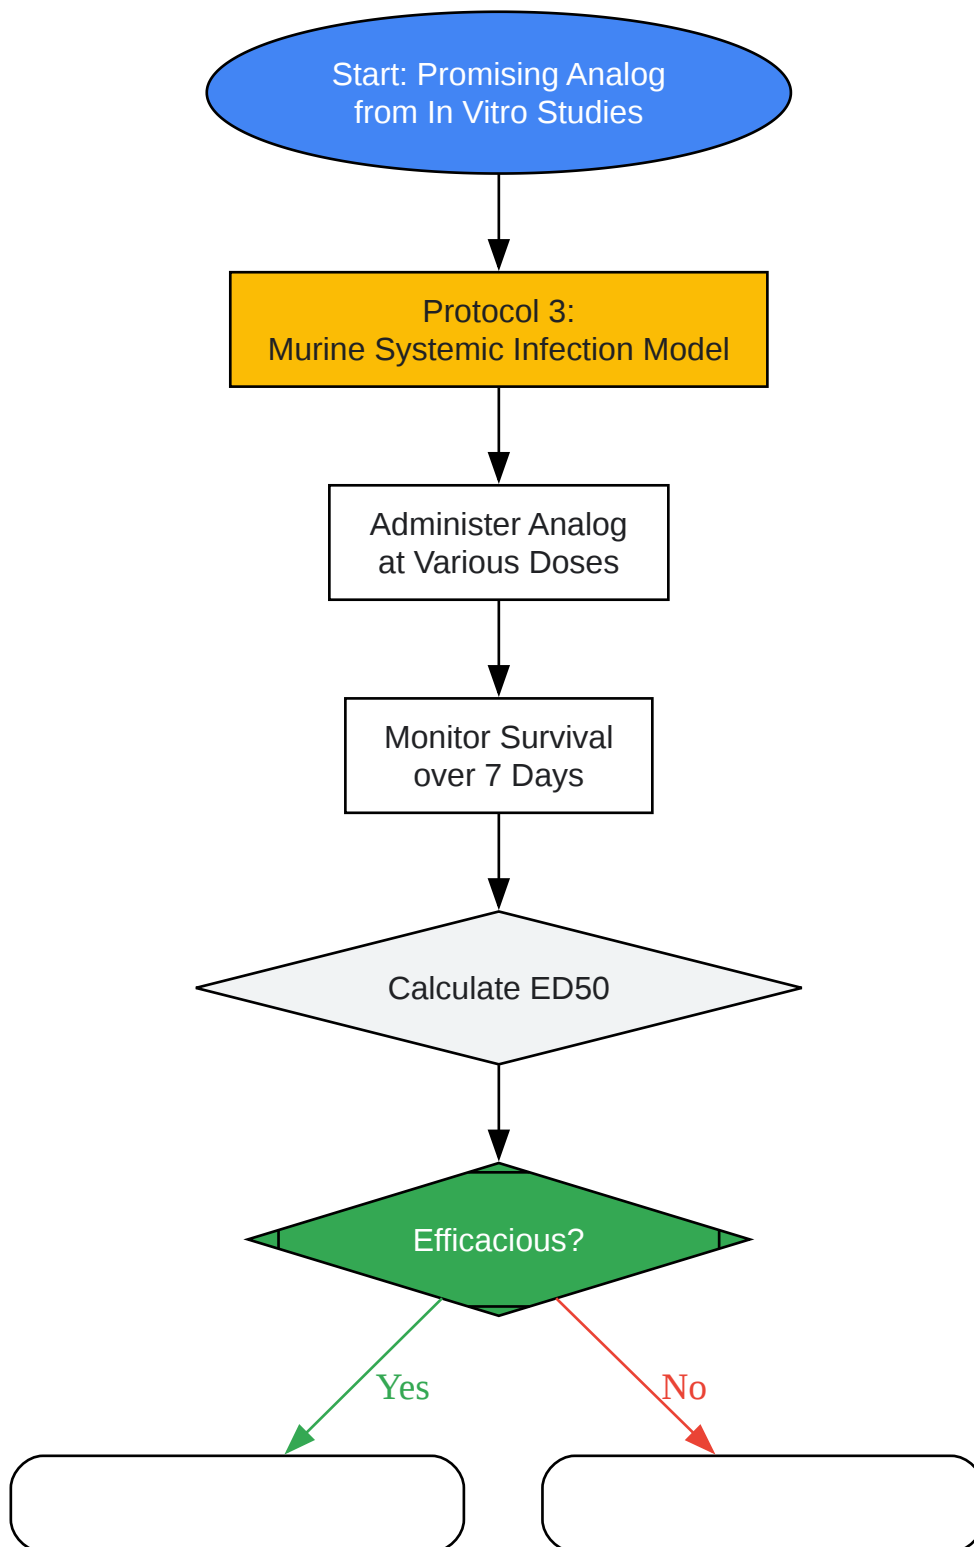 Start: Promising Analog
from In Vitro Studies
Protocol 3:
Murine Systemic Infection Model
Administer Analog
at Various Doses
Monitor Survival
over 7 Days
Calculate ED50
Efficacious?
Yes
No